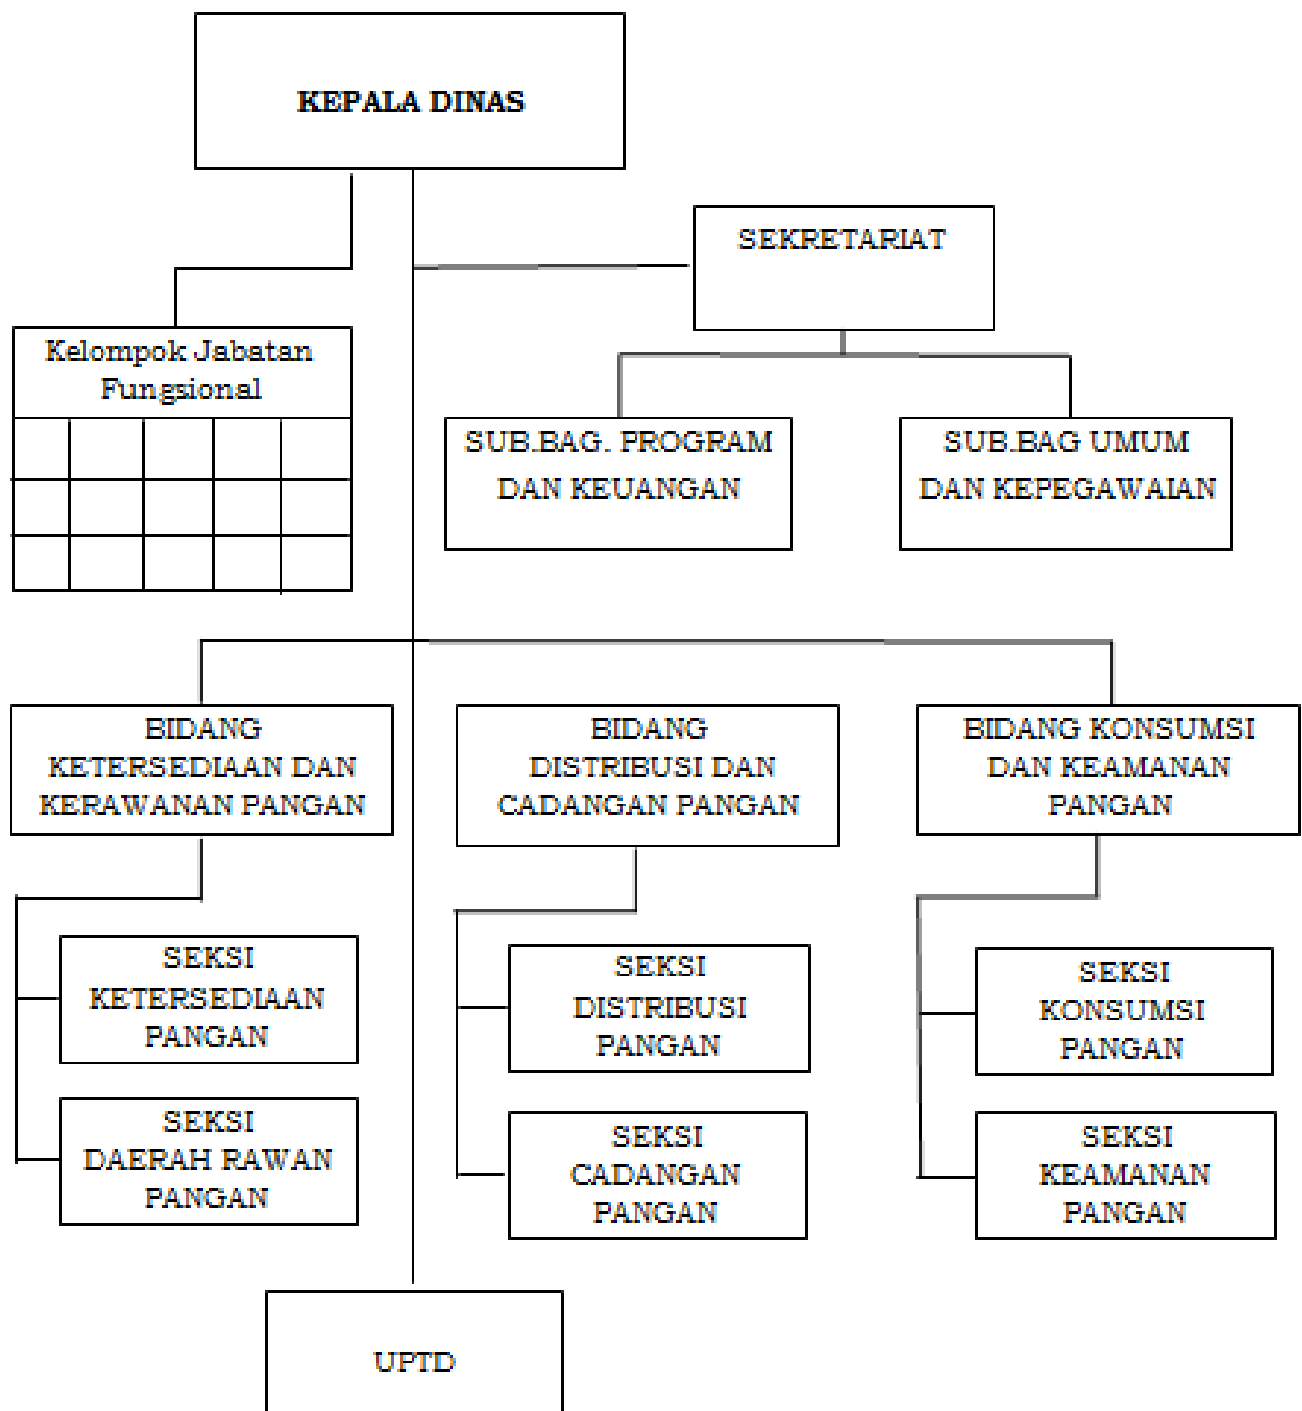 KEPALA DINAS
SEKRETARIAT
Kelompok Jabatan
Fungsional
SUB.BAG. PROGRAM
DAN KEUANGAN
SUB.BAG UMUM
DAN KEPEGAWAIAN
BIDANG
KETERSEDIAAN DAN
KERAWANAN PANGAN
BIDANG
DISTRIBUSI DAN
CADANGAN PANGAN
BIDANG KONSUMSI
DAN KEAMANAN
PANGAN
SEKSI
KETERSEDIAAN
PANGAN
SEKSI
DISTRIBUSI
PANGAN
SEKSI
KONSUMSI
PANGAN
SEKSI
DAERAH RAWAN
PANGAN
SEKSI
CADANGAN
PANGAN
SEKSI
KEAMANAN
PANGAN
UPTD